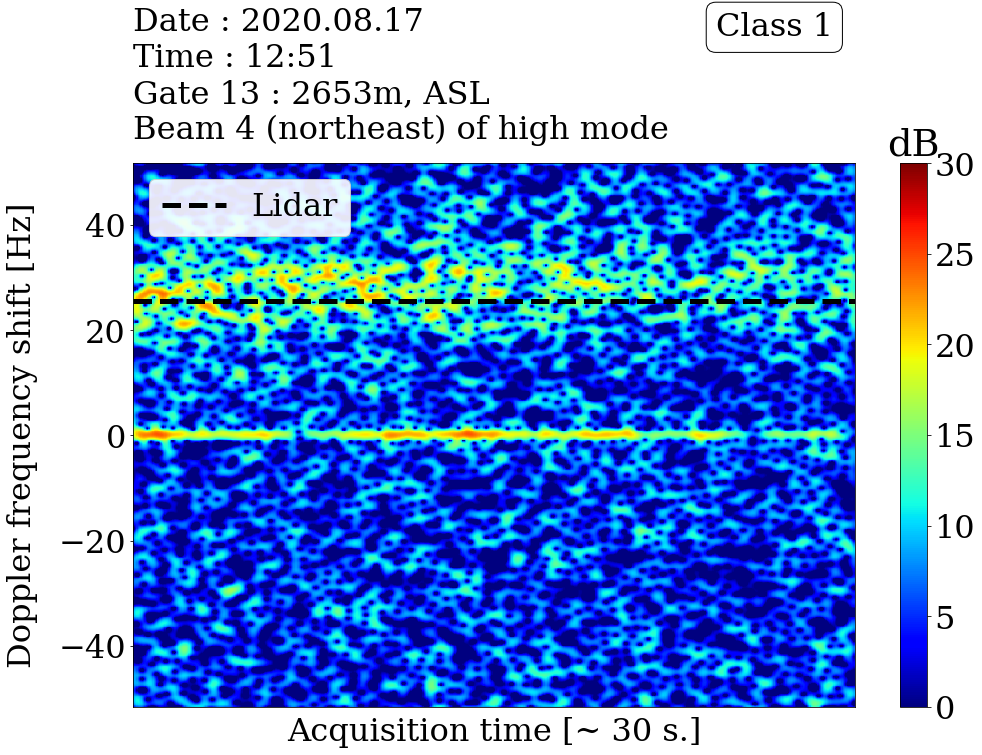 Date : 2020.08.17
Time : 12:51
Gate 13 : 2653m, ASL
Beam 4 (northeast) of high mode
Class 1
dB
30
25
20
15
10
5
0
Lidar
Doppler frequency shift [Hz]
40
20
0
−20
−40
Acquisition time [~ 30 s.]